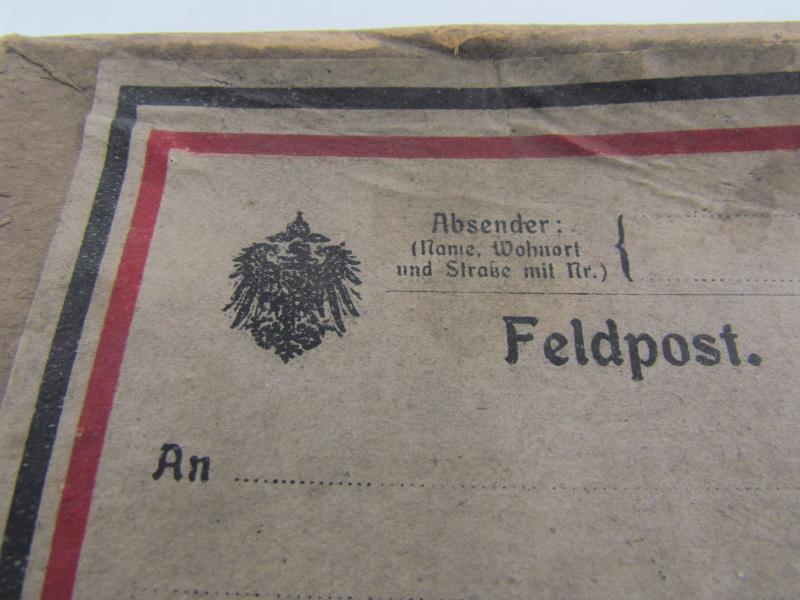 Absender:
(Name, Wohnort
und Straße mit Nr.)
Feldpost.
An